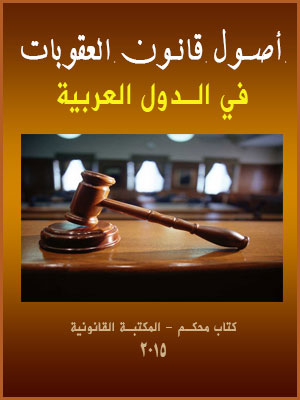 أصول قانون العقوبات
في الدول العربية
كتاب محكم - المكتبة القانونية
٢٠١٥